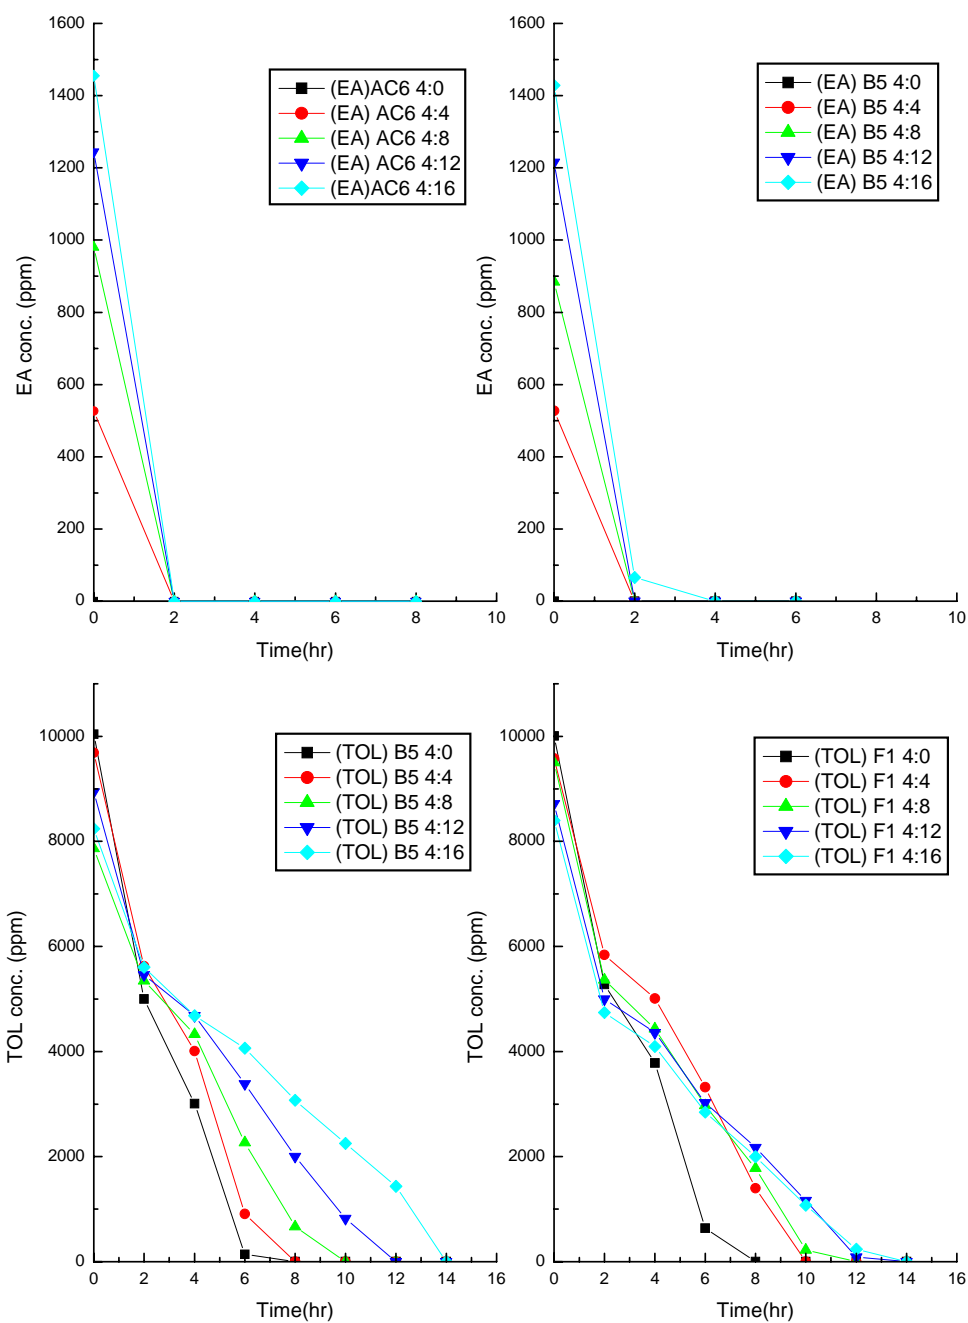 1600
1400
1200
1000
800
600
400
200
0
EA conc. (ppm)
(EA)AC6 4:0
(EA) AC6 4:4
(EA) AC6 4:8
(EA) AC6 4:12
(EA)AC6 4:16
0 2 4 6 8 10
Time(hr)
1600
1400
1200
1000
800
600
400
200
0
EA conc. (ppm)
(EA) B5 4:0
(EA) B5 4:4
(EA) B5 4:8
(EA) B5 4:12
(EA) B5 4:16
0 2 4 6 8 10
Time(hr)
10000
8000
6000
4000
2000
0
TOL conc. (ppm)
(TOL) B5 4:0
(TOL) B5 4:4
(TOL) B5 4:8
(TOL) B5 4:12
(TOL) B5 4:16
0 2 4 6 8 10 12 14 16
Time(hr)
10000
8000
6000
4000
2000
0
TOL conc. (ppm)
(TOL) F1 4:0
(TOL) F1 4:4
(TOL) F1 4:8
(TOL) F1 4:12
(TOL) F1 4:16
0 2 4 6 8 10 12 14 16
Time(hr)